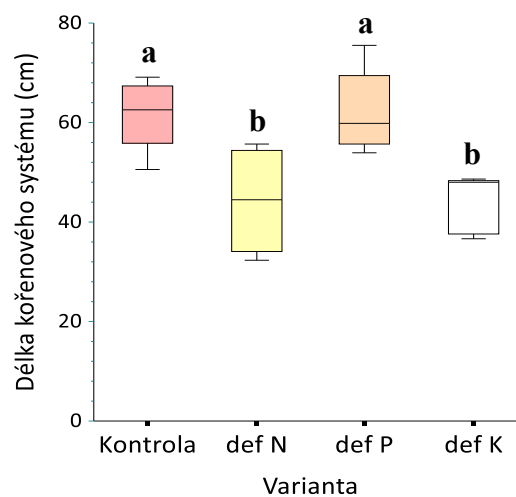 Délka kořenového systému (cm)
80
60
40
20
0
a
b
a
b
Kontrola def N def P def K
Varianta